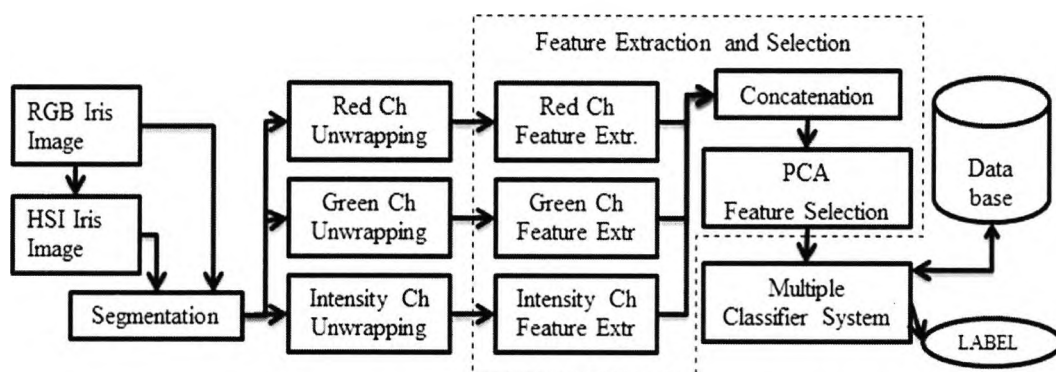 Feature Extraction and Selection
RGB Iris
Image
HSI Iris
Image
Segmentation
Red Ch
Unwrapping
Green Ch
Unwrapping
Intensity Ch
Unwrapping
Red Ch
Feature Extr.
Green Ch
Feature Extr
Intensity Ch
Feature Extr
Concatenation
PCA
Feature Selection
Multiple
Classifier System
Data
base
LABEL